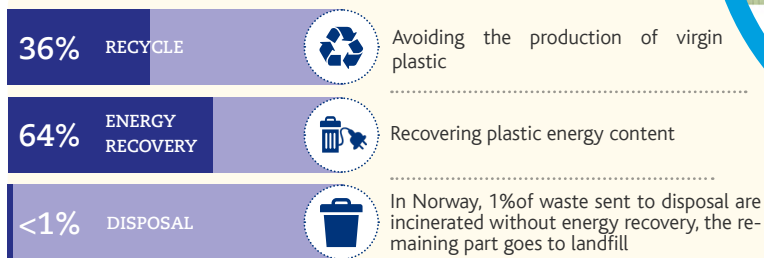 36% RECYCLE
Avoiding the production of virgin
plastic
64% ENERGY
RECOVERY
Recovering plastic energy content
<1% DISPOSAL
In Norway, 1%of waste sent to disposal are
incinerated without energy recovery, the re-
maining part goes to landfill